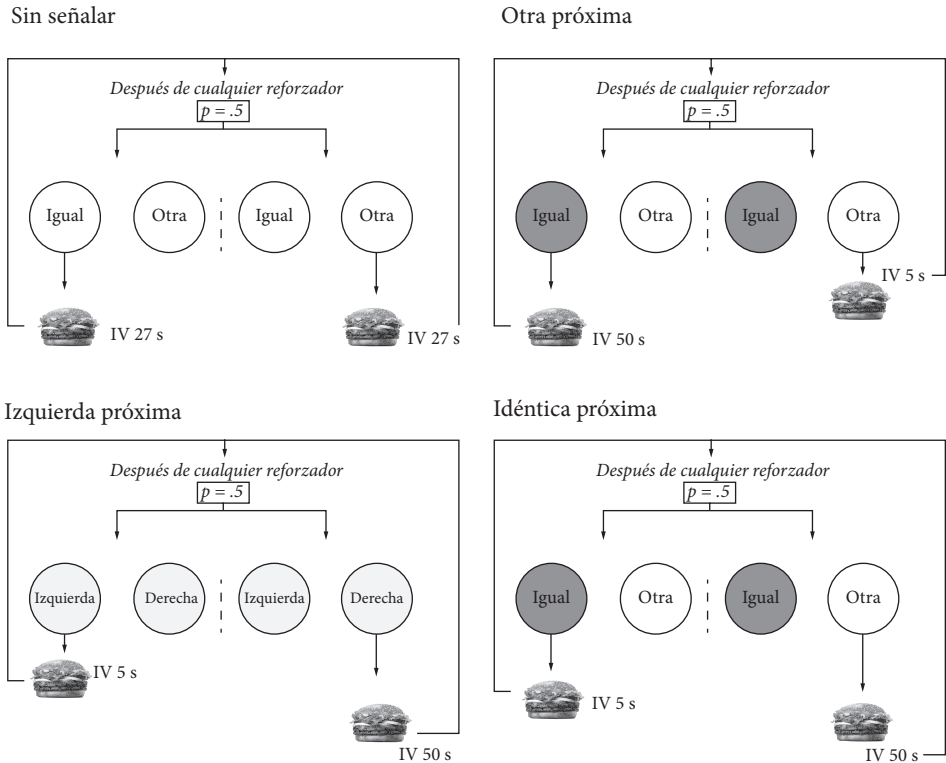 Sin señalar
Después de cualquier reforzador
p = .5
Igual
Otra
Igual
Otra
IV 27 s
IV 27 s
Otra próxima
Después de cualquier reforzador
p = .5
Igual
Otra
Igual
Otra
IV 5 s
IV 50 s
Izquierda próxima
Después de cualquier reforzador
p = .5
Izquierda
Derecha
Izquierda
Derecha
IV 5 s
IV 50 s
Idéntica próxima
Después de cualquier reforzador
p = .5
Igual
Otra
Igual
Otra
IV 5 s
IV 50 s